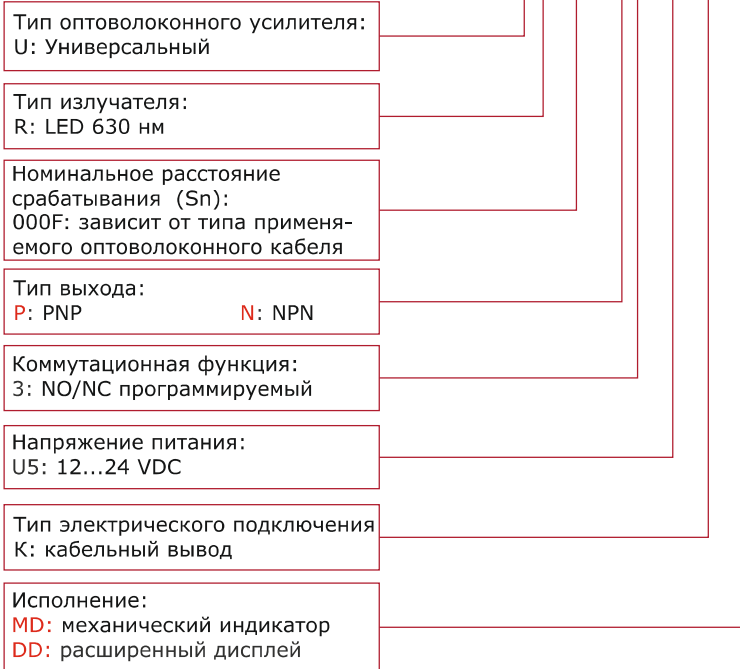 Тип оптоволоконного усилителя:
U: Универсальный
Тип излучателя:
R: LED 630 нм
Номинальное расстояние
срабатывания (Sn):
000F: зависит от типа применя-
емого оптоволоконного кабеля
Тип выхода:
P: PNP N: NPN
Коммутационная функция:
3: NO/NC программируемый
Напряжение питания:
U5: 12...24 VDC
Тип электрического подключения
К: кабельный вывод
Исполнение:
MD: механический индикатор
DD: расширенный дисплей